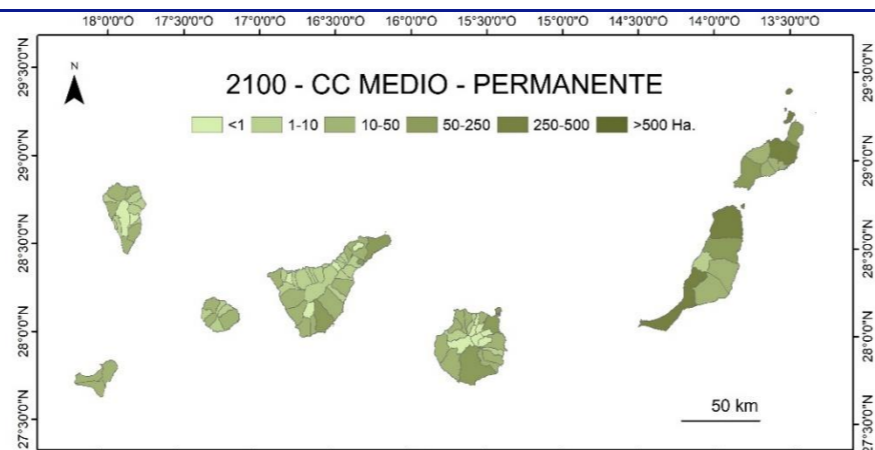 18°0'0"O 17°30'0"O 17°0'0"O 16°30'0"O 16°0'0"O 15°30'0"O 15°0'0"O 14°30'0"O 14°0'0"O 13°30'0"O
29°30'0"N
29°0'0"N
28°30'0"N
28°0'0"N
27°30'0"N
N
2100 - CC MEDIO - PERMANENTE
<1 1-10 10-50 50-250 250-500 >500 Ha.
50 km
29°30'0"N
29°0'0"N
28°30'0"N
28°0'0"N
27°30'0"N